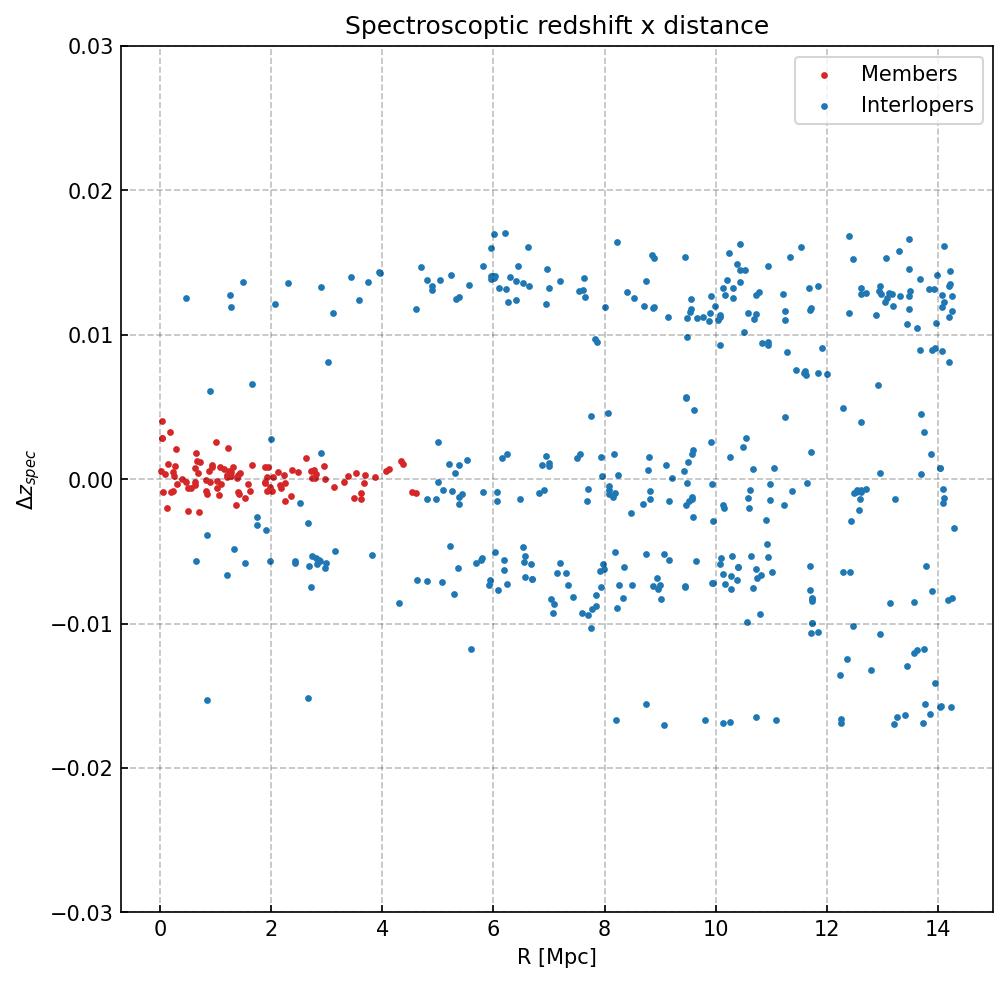 Spectroscoptic redshift x distance
Members
Interlopers
0.03
0.02
0.01
0.00
−0.01
−0.02
−0.03
Δz_spec
0 2 4 6 8 10 12 14
R [Mpc]